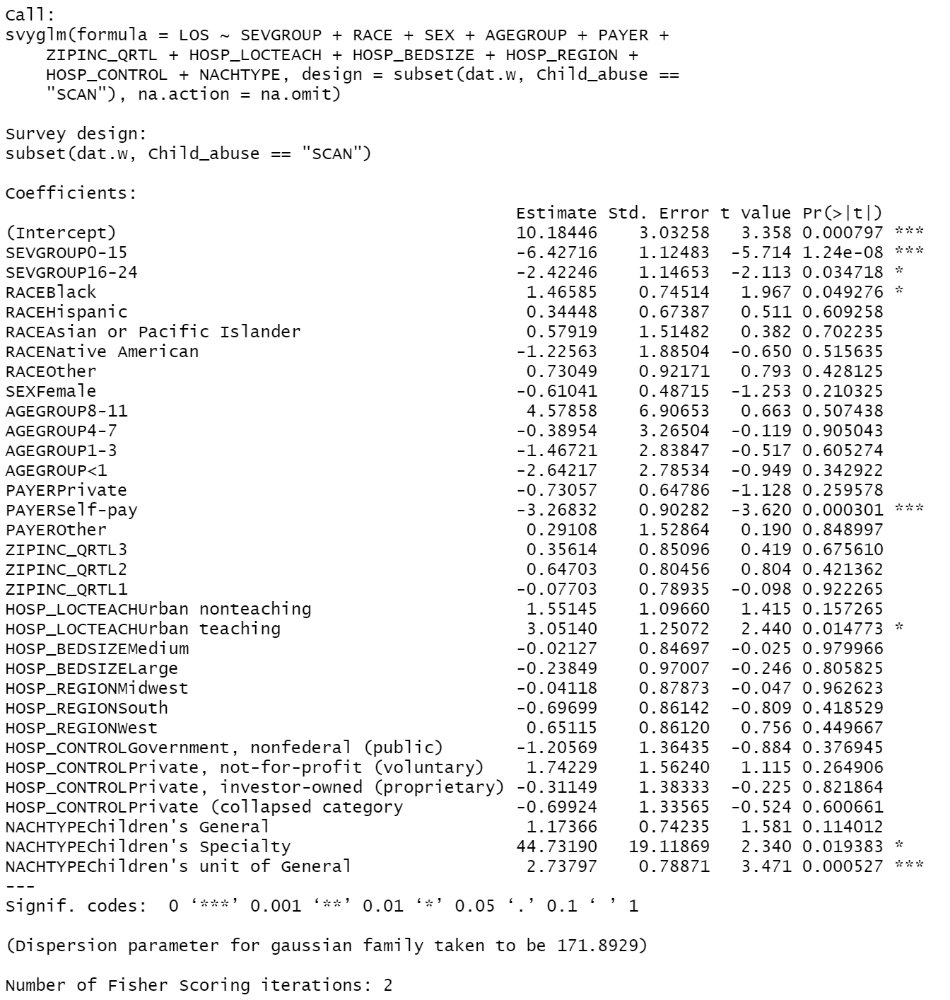 Call:
svyglm(formula = LOS ~ SEVGROUP + RACE + SEX + AGEGROUP + PAYER +
    ZIPINC_QRTL + HOSP_LOCTEACH + HOSP_BEDSIZE + HOSP_REGION +
    HOSP_CONTROL + NACHTYPE, design = subset(dat.w, Child_abuse ==
    "SCAN"), na.action = na.omit)

Survey design:
subset(dat.w, Child_abuse == "SCAN")

Coefficients:
                                                  Estimate Std. Error t value Pr(>|t|)
(Intercept)                                       10.18446    3.03258   3.358 0.000797 ***
SEVGROUP0-15                                      -6.42716    1.12483  -5.714 1.24e-08 ***
SEVGROUP16-24                                     -2.42246    1.14653  -2.113 0.034718 *
RACEBlack                                          1.46585    0.74514   1.967 0.049276 *
RACEHispanic                                       0.34448    0.67387   0.511 0.609258
RACEAsian or Pacific Islander                      0.57919    1.51482   0.382 0.702235
RACENative American                               -1.22563    1.88504  -0.650 0.515635
RACEOther                                          0.73049    0.92171   0.793 0.428125
SEXFemale                                         -0.61041    0.48715  -1.253 0.210325
AGEGROUP8-11                                       4.57858    6.90653   0.663 0.507438
AGEGROUP4-7                                       -0.38954    3.26504  -0.119 0.905043
AGEGROUP1-3                                       -1.46721    2.83847  -0.517 0.605274
AGEGROUP<1                                        -2.64217    2.78534  -0.949 0.342922
PAYERPrivate                                      -0.73057    0.64786  -1.128 0.259578
PAYERSelf-pay                                     -3.26832    0.90282  -3.620 0.000301 ***
PAYEROther                                         0.29108    1.52864   0.190 0.848997
ZIPINC_QRTL3                                       0.35614    0.85096   0.419 0.675610
ZIPINC_QRTL2                                       0.64703    0.80456   0.804 0.421362
ZIPINC_QRTL1                                      -0.07703    0.78935  -0.098 0.922265
HOSP_LOCTEACHUrban nonteaching                     1.55145    1.09660   1.415 0.157265
HOSP_LOCTEACHUrban teaching                        3.05140    1.25072   2.440 0.014773 *
HOSP_BEDSIZEMedium                                -0.02127    0.84697  -0.025 0.979966
HOSP_BEDSIZELarge                                 -0.23849    0.97007  -0.246 0.805825
HOSP_REGIONMidwest                                -0.04118    0.87873  -0.047 0.962623
HOSP_REGIONSouth                                  -0.69699    0.86142  -0.809 0.418529
HOSP_REGIONWest                                    0.65115    0.86120   0.756 0.449667
HOSP_CONTROLGovernment, nonfederal (public)       -1.20569    1.36435  -0.884 0.376945
HOSP_CONTROLPrivate, not-for-profit (voluntary)    1.74229    1.56240   1.115 0.264906
HOSP_CONTROLPrivate, investor-owned (proprietary) -0.31149    1.38333  -0.225 0.821864
HOSP_CONTROLPrivate (collapsed category           -0.69924    1.33565  -0.524 0.600661
NACHTYPEChildren's General                         1.17366    0.74235   1.581 0.114012
NACHTYPEChildren's Specialty                      44.73190   19.11869   2.340 0.019383 *
NACHTYPEChildren's unit of General                 2.73797    0.78871   3.471 0.000527 ***
---
Signif. codes:  0 ‘***’ 0.001 ‘**’ 0.01 ‘*’ 0.05 ‘.’ 0.1 ‘ ’ 1

(Dispersion parameter for gaussian family taken to be 171.8929)

Number of Fisher Scoring iterations: 2